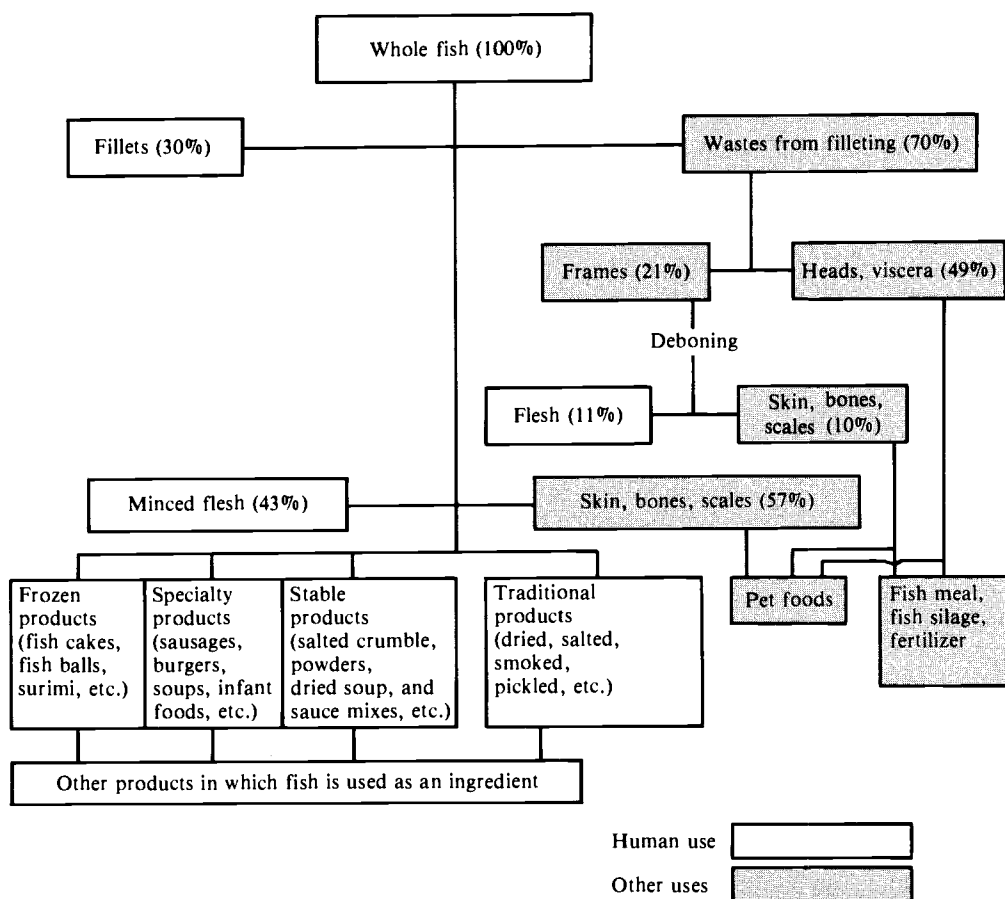 Whole fish (100%)
Fillets (30%)
Wastes from filleting (70%)
Frames (21%)
Heads, viscera (49%)
Deboning
Flesh (11%)
Skin, bones,
scales (10%)
Minced flesh (43%)
Skin, bones, scales (57%)
Frozen
products
(fish cakes,
fish balls,
surimi, etc.)
Specialty
products
(sausages,
burgers,
soups, infant
foods, etc.)
Stable
products
(salted crumble,
powders,
dried soup, and
sauce mixes, etc.)
Traditional
products
(dried, salted,
smoked,
pickled, etc.)
Pet foods
Fish meal,
fish silage,
fertilizer
Other products in which fish is used as an ingredient
Human use
Other uses